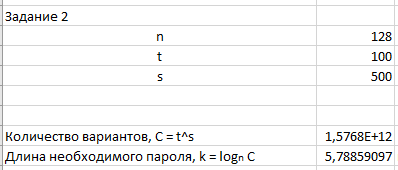 Задание 2
n 128
t 100
s 500
Количество вариантов, C = t^s 1,5768E+12
Длина необходимого пароля, k = logn C 5,78859097